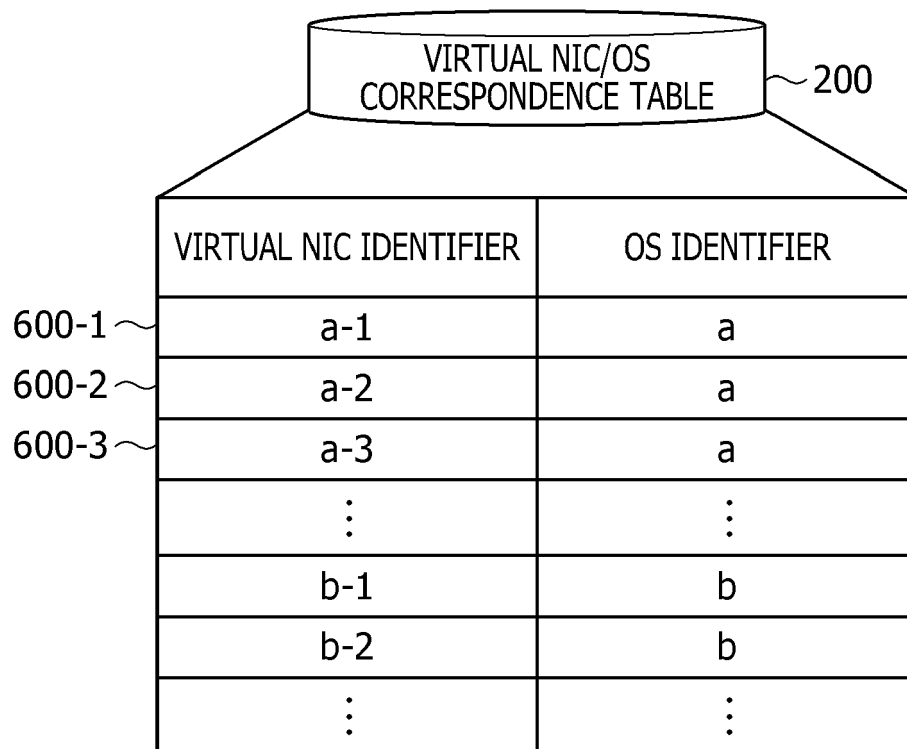 VIRTUAL NIC/OS
CORRESPONDENCE TABLE
200
VIRTUAL NIC IDENTIFIER OS IDENTIFIER
600-1 a-1 a
600-2 a-2 a
600-3 a-3 a
⋮ ⋮
b-1 b
b-2 b
⋮ ⋮